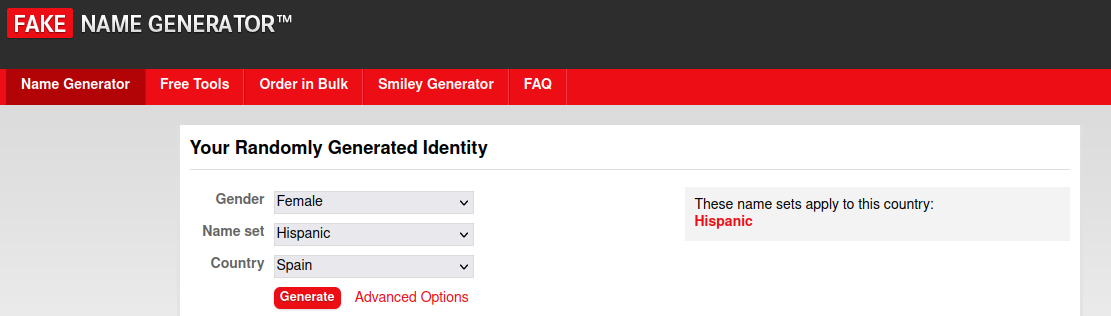 FAKE NAME GENERATOR™
Name Generator Free Tools Order in Bulk Smiley Generator FAQ
Your Randomly Generated Identity
Gender Female
Name set Hispanic
Country Spain
Generate Advanced Options
These name sets apply to this country:
Hispanic